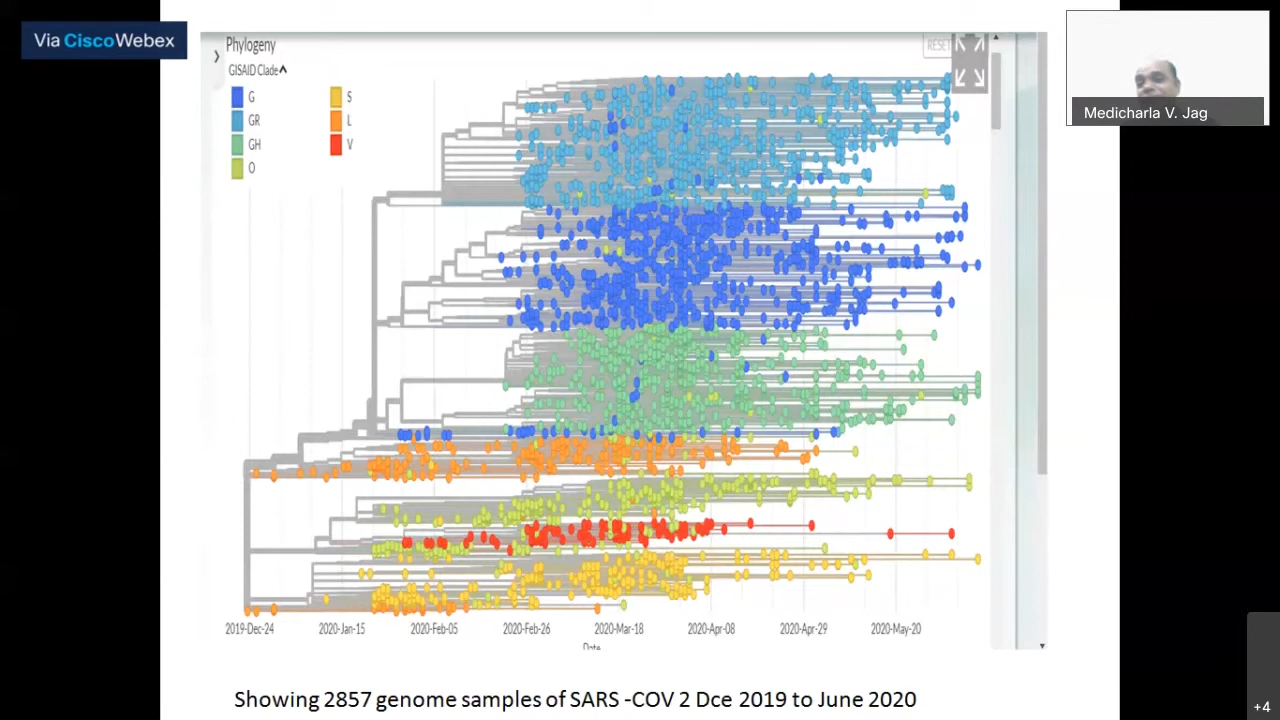 Via Cisco Webex
Phylogeny
RESET
GISAID Clade
G
S
GR
L
GH
V
O
Medicharla V. Jag
2019-Dec-24
2020-Jan-15
2020-Feb-05
2020-Feb-26
2020-Mar-18
2020-Apr-08
2020-Apr-29
2020-May-20
Date
Showing 2857 genome samples of SARS -COV 2 Dce 2019 to June 2020
+4